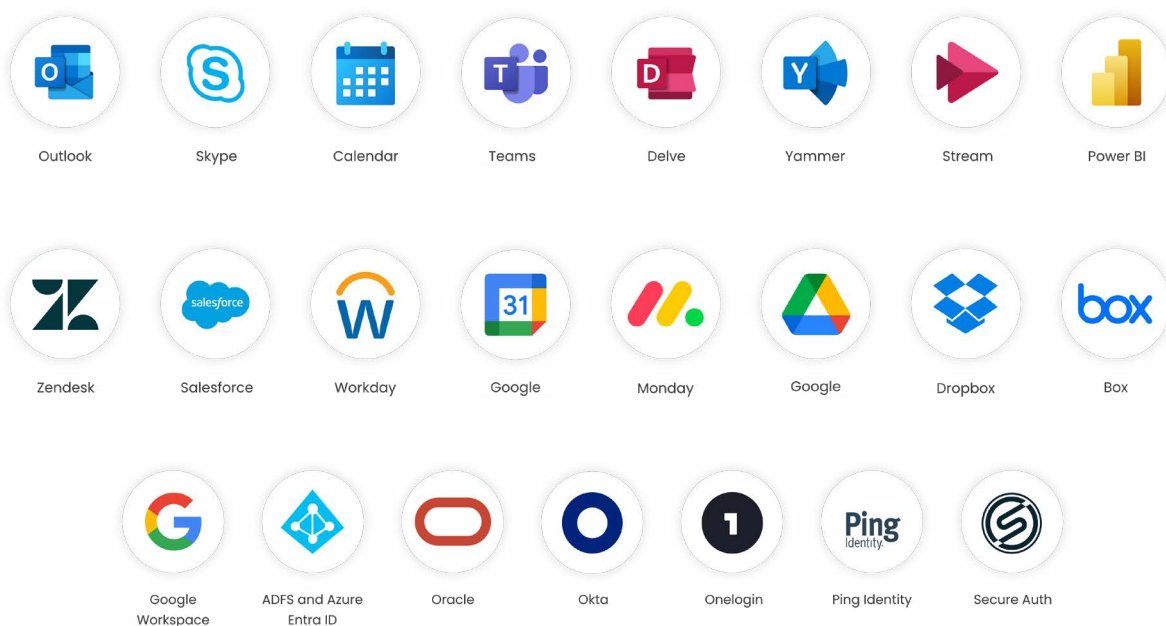 O
S
T
D
Y
Outlook
Skype
Calendar
Teams
Delve
Yammer
Stream
Power BI
salesforce
W
31
box
Zendesk
Salesforce
Workday
Google
Monday
Google
Dropbox
Box
G
1
Ping
Identity.
S
Google
Workspace
ADFS and Azure
Entra ID
Oracle
Okta
Onelogin
Ping Identity
Secure Auth